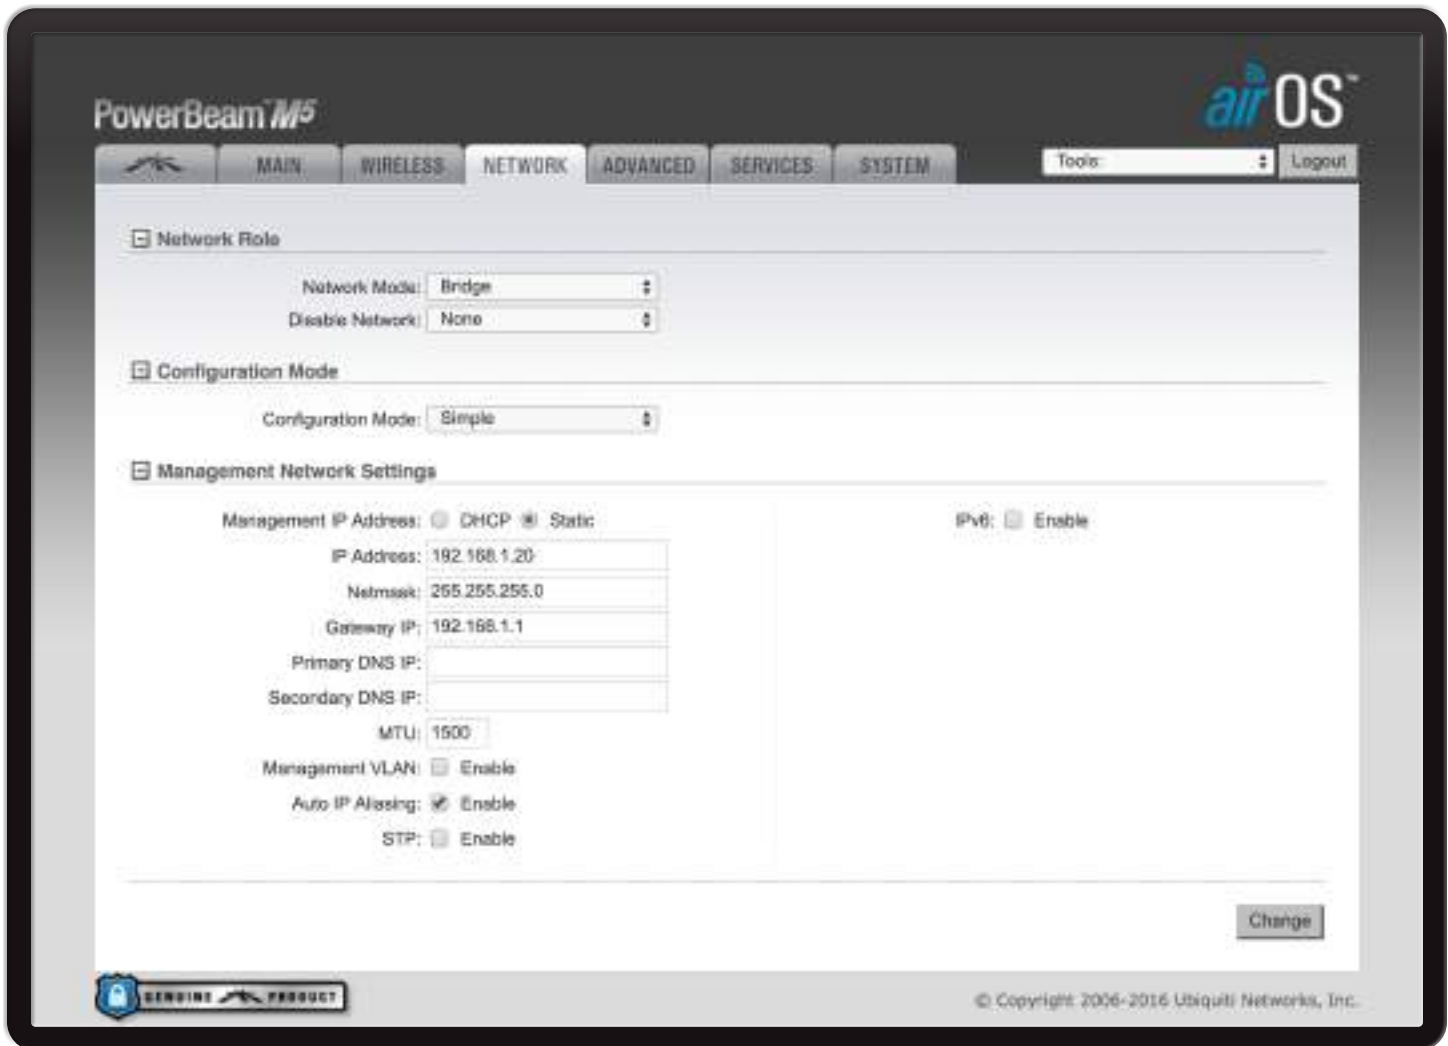 PowerBeam™ M5
airOS™
MAIN WIRELESS NETWORK ADVANCED SERVICES SYSTEM Tools: Logout
Network Role
Network Mode: Bridge
Disable Network: None
Configuration Mode
Configuration Mode: Simple
Management Network Settings
Management IP Address: DHCP Static IPv6: Enable
IP Address: 192.168.1.20
Netmask: 255.255.255.0
Gateway IP: 192.168.1.1
Primary DNS IP:
Secondary DNS IP:
MTU: 1500
Management VLAN: Enable
Auto IP Aliasing: Enable
STP: Enable
Change
GENUINE PRODUCT
© Copyright 2006-2016 Ubiquiti Networks, Inc.